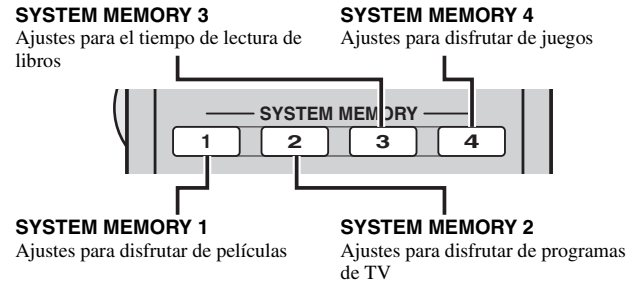 SYSTEM MEMORY 3
Ajustes para el tiempo de lectura de
libros
SYSTEM MEMORY 4
Ajustes para disfrutar de juegos
SYSTEM MEMORY
1 2 3 4
SYSTEM MEMORY 1
Ajustes para disfrutar de películas
SYSTEM MEMORY 2
Ajustes para disfrutar de programas
de TV